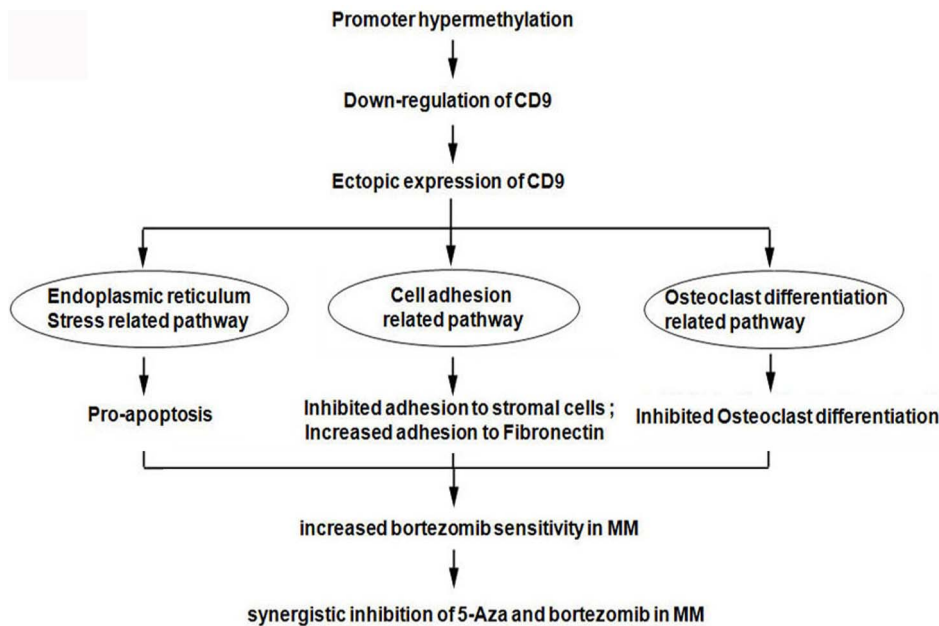 Promoter hypermethylation
Down-regulation of CD9
Ectopic expression of CD9
Endoplasmic reticulum
Stress related pathway
Cell adhesion
related pathway
Osteoclast differentiation
related pathway
Pro-apoptosis
Inhibited adhesion to stromal cells ;
Increased adhesion to Fibronectin
Inhibited Osteoclast differentiation
increased bortezomib sensitivity in MM
synergistic inhibition of 5-Aza and bortezomib in MM